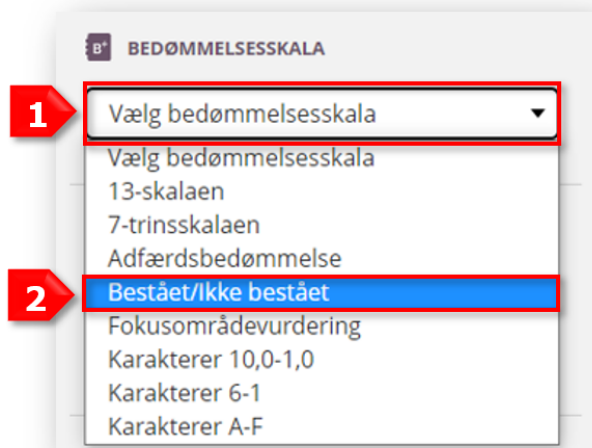 B+ BEDØMMELSESSKALA
1 Vælg bedømmelsesskala
Vælg bedømmelsesskala
13-skalaen
7-trinsskalaen
Adfærdsbedømmelse
2 Bestået/Ikke bestået
Fokusområdevurdering
Karakterer 10,0-1,0
Karakterer 6-1
Karakterer A-F